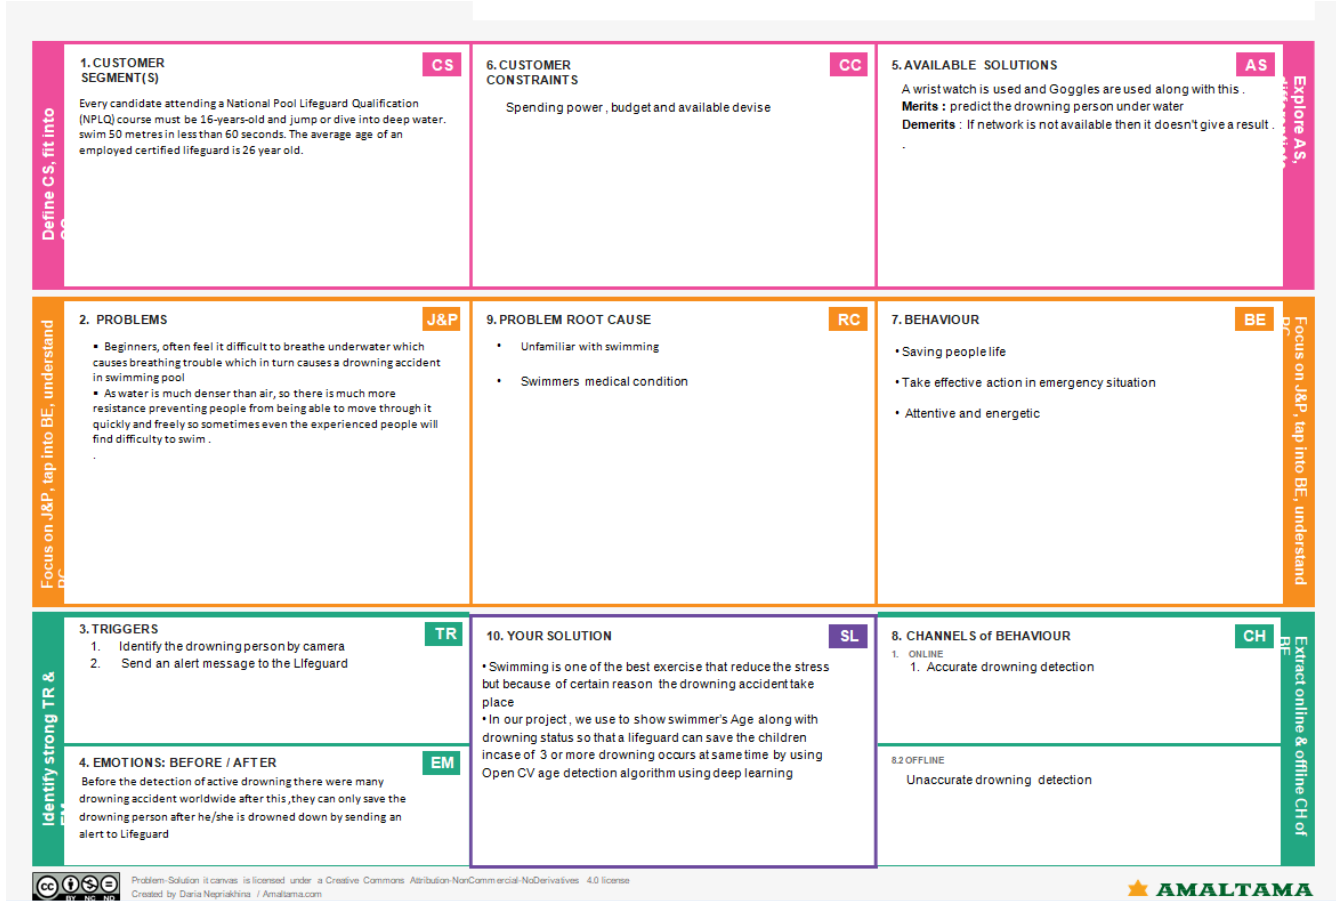 1. CUSTOMER
SEGMENT(S)
CS
Every candidate attending a National Pool Lifeguard Qualification
(NPLQ) course must be 16-years-old and jump or dive into deep water.
swim 50 metres in less than 60 seconds. The average age of an
employed certified lifeguard is 26 year old.
6. CUSTOMER
CONSTRAINTS
CC
Spending power , budget and available devise
5. AVAILABLE SOLUTIONS
AS
A wrist watch is used and Goggles are used along with this .
Merits : predict the drowning person under water
Demerits : If network is not available then it doesn't give a result .
.
Define CS, fit into
Explore AS,
2. PROBLEMS
J&P
▪ Beginners, often feel it difficult to breathe underwater which
causes breathing trouble which in turn causes a drowning accident
in swimming pool
▪ As water is much denser than air, so there is much more
resistance preventing people from being able to move through it
quickly and freely so sometimes even the experienced people will
find difficulty to swim .
.
9. PROBLEM ROOT CAUSE
RC
• Unfamiliar with swimming
• Swimmers medical condition
7. BEHAVIOUR
BE
• Saving people life
• Take effective action in emergency situation
• Attentive and energetic
Focus on J&P, tap into BE, understand
Focus on J&P, tap into BE, understand
3. TRIGGERS
TR
1. Identify the drowning person by camera
2. Send an alert message to the LIfeguard
4. EMOTIONS: BEFORE / AFTER
EM
Before the detection of active drowning there were many
drowning accident worldwide after this ,they can only save the
drowning person after he/she is drowned down by sending an
alert to Lifeguard
10. YOUR SOLUTION
SL
• Swimming is one of the best exercise that reduce the stress
but because of certain reason the drowning accident take
place
• In our project , we use to show swimmer's Age along with
drowning status so that a lifeguard can save the children
incase of 3 or more drowning occurs at same time by using
Open CV age detection algorithm using deep learning
8. CHANNELS of BEHAVIOUR
CH
1. ONLINE
1. Accurate drowning detection
8.2 OFFLINE
Unaccurate drowning detection
Identify strong TR &
Extract online & offline CH of
BE
cc BY NC ND
Problem-Solution it canvas is licensed under a Creative Commons Attribution-NonCommercial-NoDerivatives 4.0 license
Created by Daria Nepriakhina / Amaltama.com
AMALTAMA